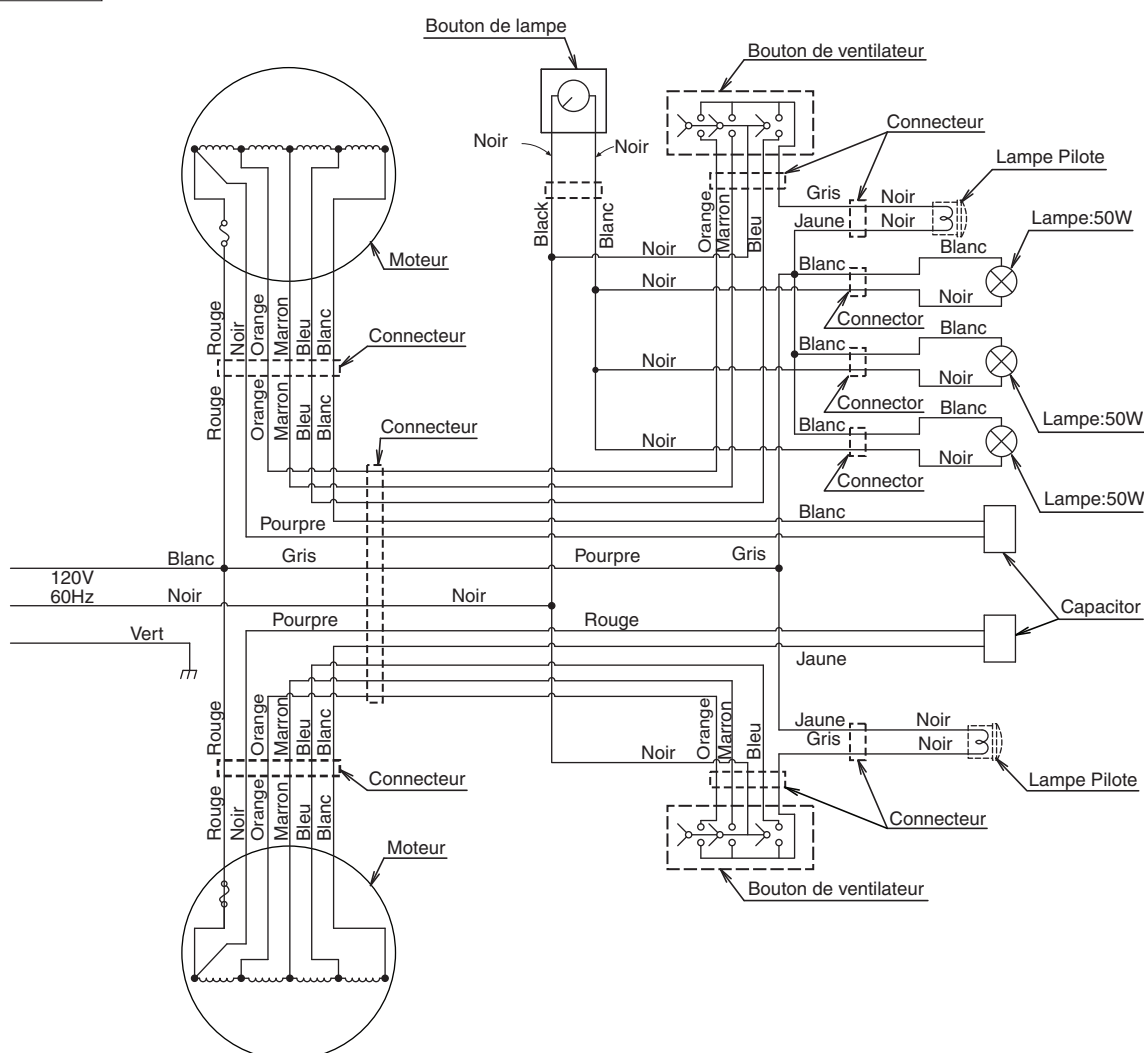 Bouton de lampe
Bouton de ventilateur
Connecteur
Noir
Noir
Lampe Pilote
Gris
Noir
Jaune
Noir
Lampe:50W
Black
Blanc
Orange
Marron
Bleu
Noir
Blanc
Blanc
Moteur
Noir
Noir
Connector
Blanc
Blanc
Rouge
Noir
Orange
Marron
Bleu
Blanc
Connecteur
Noir
Noir
Connector
Lampe:50W
Rouge
Orange
Marron
Bleu
Blanc
Connecteur
Blanc
Blanc
Noir
Noir
Connector
Lampe:50W
Pourpre
Blanc
Blanc
Gris
Pourpre
Gris
120V
60Hz
Noir
Noir
Capacitor
Vert
Pourpre
Rouge
Jaune
Rouge
Orange
Marron
Bleu
Blanc
Orange
Marron
Bleu
Noir
Jaune
Noir
Gris
Noir
Connecteur
Lampe Pilote
Rouge
Noir
Orange
Marron
Bleu
Blanc
Connecteur
Moteur
Bouton de ventilateur